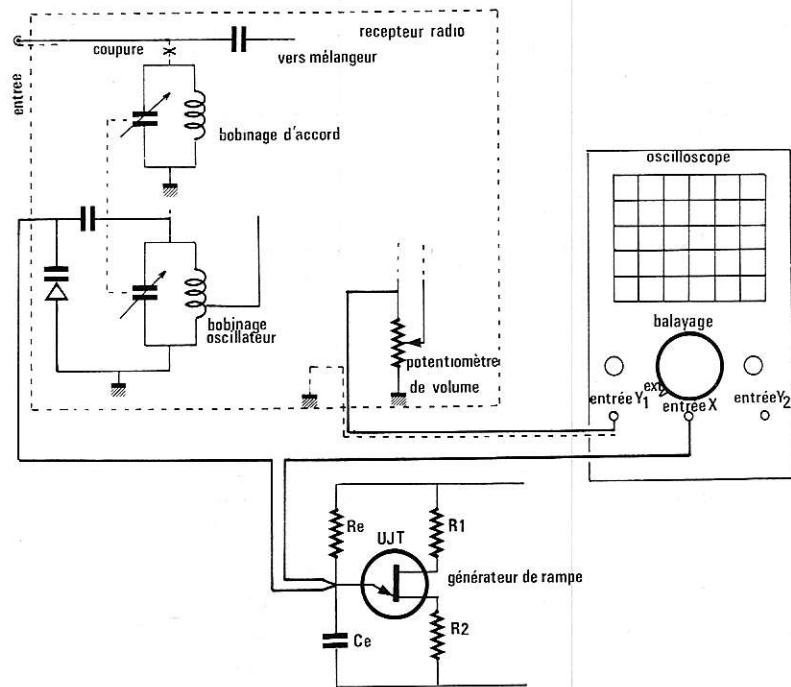 recepteur radio
coupure
vers mélangeur
entree
bobinage d'accord
oscilloscope
bobinage
oscillateur
balayage
potentiomètre
de volume
ext
entrée Y1
entrée X
entrée Y2
Re
R1
UJT
générateur de rampe
Ce
R2